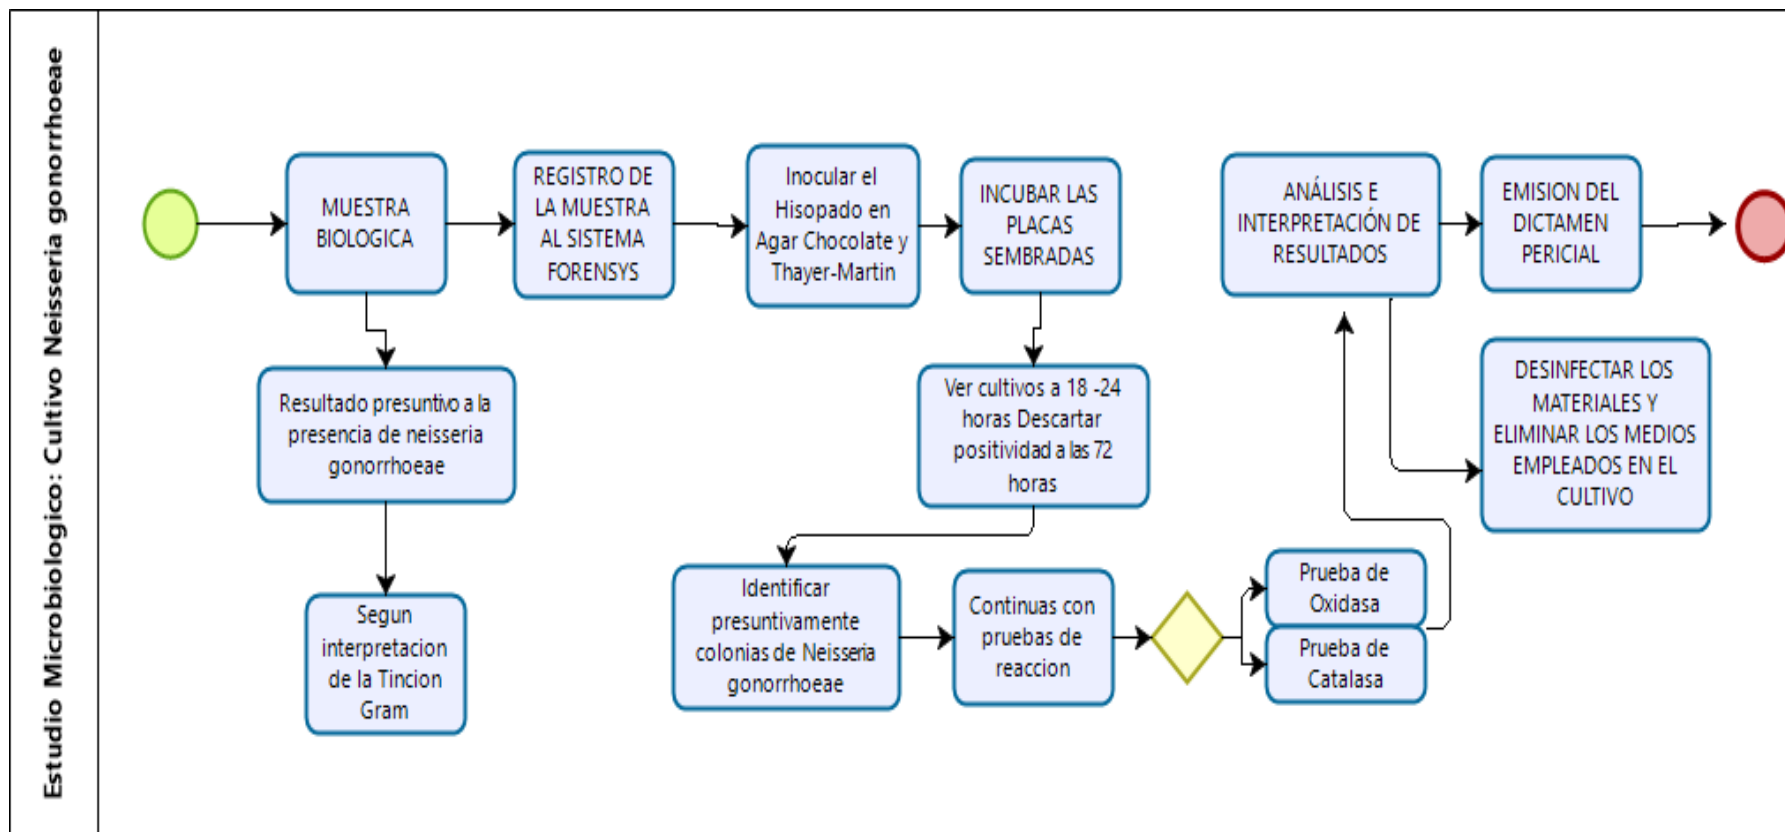 Estudio Microbiologico: Cultivo Neisseria gonorrhoeae
MUESTRA
BIOLOGICA
REGISTRO DE
LA MUESTRA
AL SISTEMA
FORENSYS
Inocular el
Hisopado en
Agar Chocolate y
Thayer-Martin
INCUBAR LAS
PLACAS
SEMBRADAS
ANÁLISIS E
INTERPRETACIÓN DE
RESULTADOS
EMISION DEL
DICTAMEN
PERICIAL
Resultado presuntivo a la
presencia de neisseria
gonorrhoeae
Ver cultivos a 18 -24
horas Descartar
positividad a las 72
horas
DESINFECTAR LOS
MATERIALES Y
ELIMINAR LOS MEDIOS
EMPLEADOS EN EL
CULTIVO
Segun
interpretacion
de la Tincion
Gram
Identificar
presuntivamente
colonias de Neisseria
gonorrhoeae
Continuas con
pruebas de
reaccion
Prueba de
Oxidasa
Prueba de
Catalasa